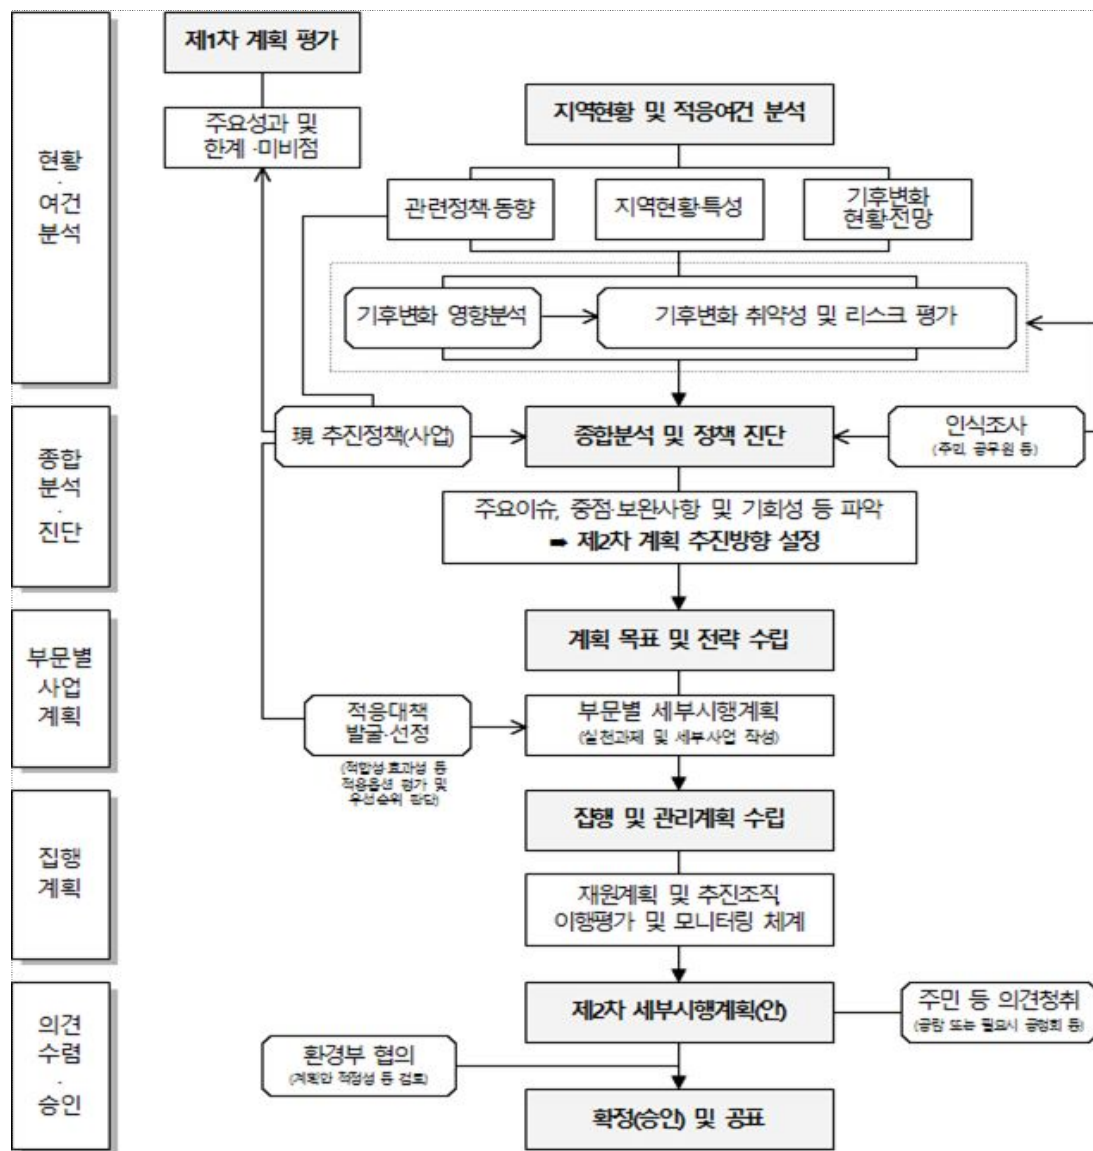 현황
·
여건
분석
제1차 계획 평가
주요성과 및
한계·미비점
지역현황 및 적응여건 분석
관련정책·동향
지역현황·특성
기후변화
현황·전망
기후변화 영향분석
기후변화 취약성 및 리스크 평가
종합
분석
·
진단
現 추진정책(사업)
종합분석 및 정책 진단
인식조사
(주민, 공무원 등)
주요이슈, 중점·보완사항 및 기회성 등 파악
➡ 제2차 계획 추진방향 설정
부문별
사업
계획
계획 목표 및 전략 수립
적응대책
발굴·선정
(적합성·효과성 등
적응옵션 평가 및
우선순위 판단)
부문별 세부시행계획
(실천과제 및 세부사업 작성)
집행
계획
집행 및 관리계획 수립
재원계획 및 추진조직
이행평가 및 모니터링 체계
의견
수렴
·
승인
제2차 세부시행계획(안)
주민 등 의견청취
(공람 또는 필요시 공청회 등)
환경부 협의
(계획안 적정성 등 검토)
확정(승인) 및 공표